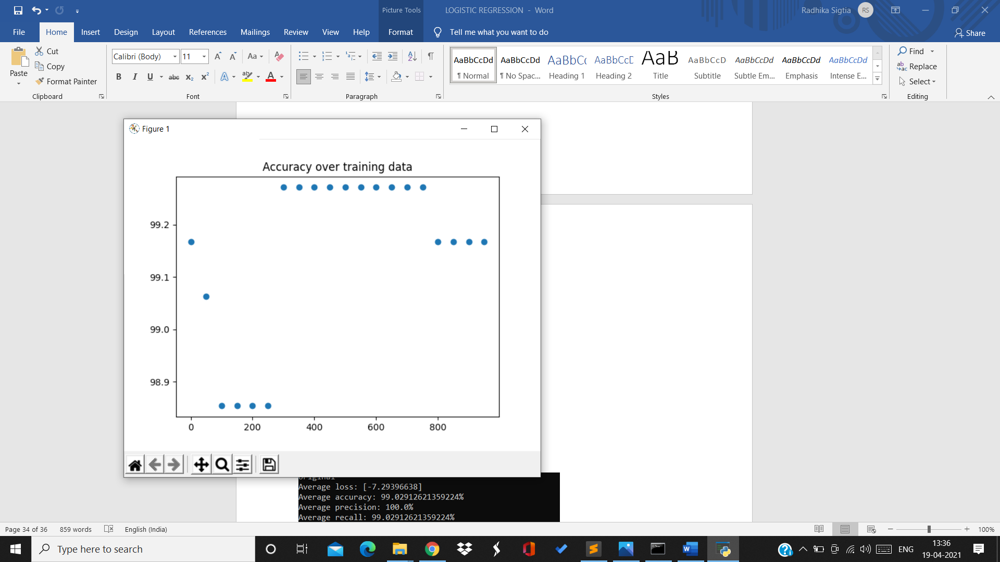 Picture Tools
LOGISTIC REGRESSION - Word
Radhika Sigtia RS
File Home Insert Design Layout References Mailings Review View Help Format Tell me what you want to do Share
Paste
Cut
Copy
Format Painter
Clipboard
Calibri (Body) 11 Aa
B I U abc x₂ x² A ab A
Font
Paragraph
AaBbCcDd ¶ Normal
AaBbCcDd ¶ No Spac...
AaBbCc Heading 1
AaBbCcD Heading 2
AaB Title
AaBbCcD Subtitle
AaBbCcDd Subtle Em...
AaBbCcDd Emphasis
AaBbCcDd Intense E...
Styles
Find
Replace
Select
Editing
Figure 1
Accuracy over training data
99.2
99.1
99.0
98.9
0 200 400 600 800
Average loss: [-7.29396638]
Average accuracy: 99.02912621359224%
Average precision: 100.0%
Average recall: 99.02912621359224%
Page 34 of 36 859 words English (India) 100%
Type here to search
ENG
13:36
19-04-2021